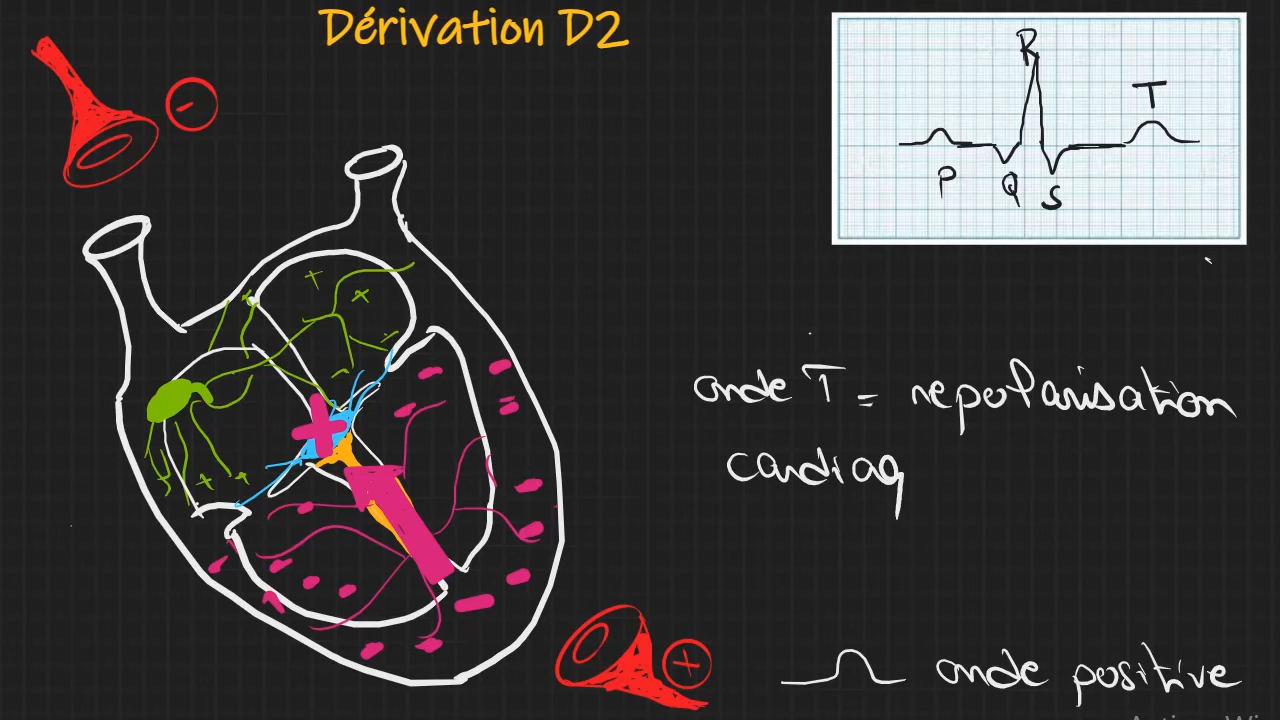 Dérivation D2
-
R
T
P
Q
S
onde T = repolarisation
cardiaq
+
onde positive